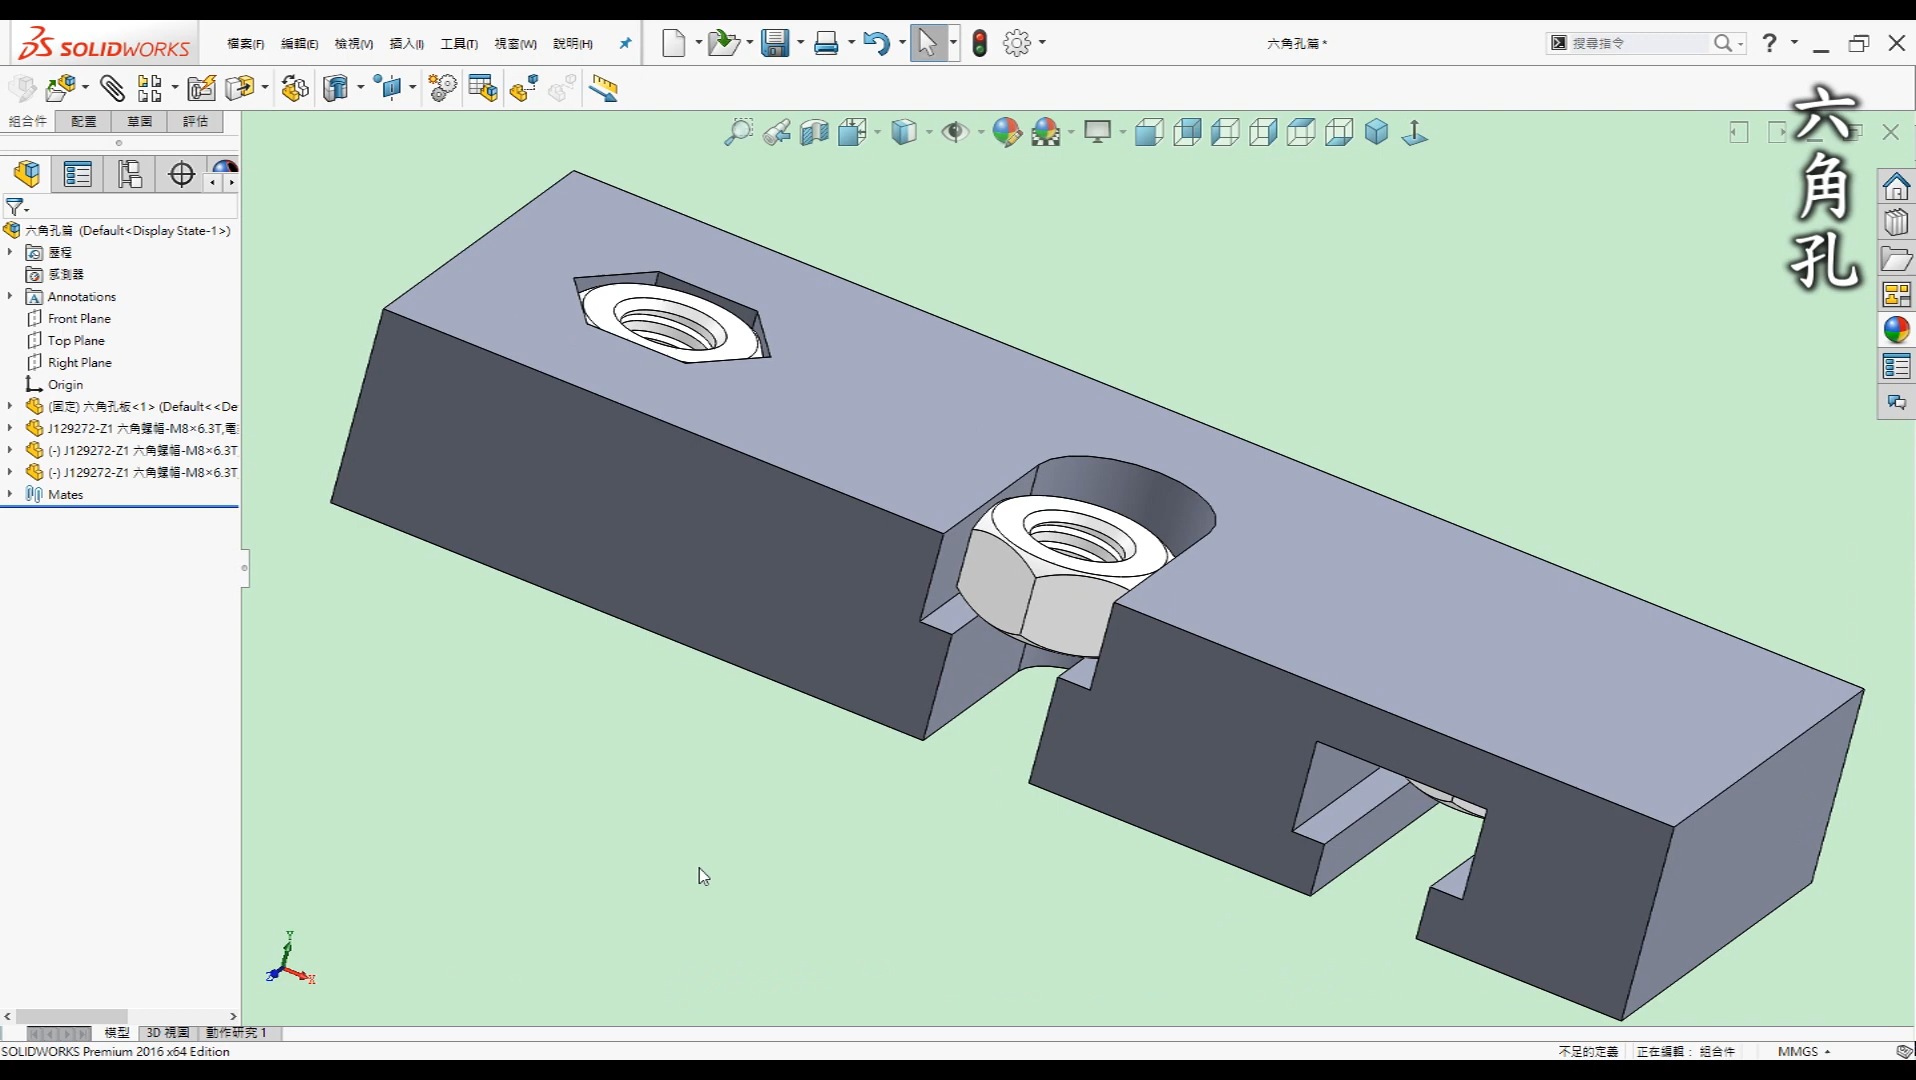 SOLIDWORKS
檔案(F) 編輯(E) 檢視(V) 插入(I) 工具(T) 視窗(W) 說明(H)
六角孔篇 *
搜尋指令
?
組合件 配置 草圖 評估
六角孔
六角孔篇 (Default<Display State-1>)
歷程
感測器
A Annotations
Front Plane
Top Plane
Right Plane
Origin
(固定) 六角孔板<1> (Default<<De
J129272-Z1 六角螺帽-M8×6.3T,電
(-) J129272-Z1 六角螺帽-M8×6.3T
(-) J129272-Z1 六角螺帽-M8×6.3T
Mates
Y
Z
X
模型 3D 視圖 動作研究 1
SOLIDWORKS Premium 2016 x64 Edition
不足的定義 正在編輯: 組合件 MMGS